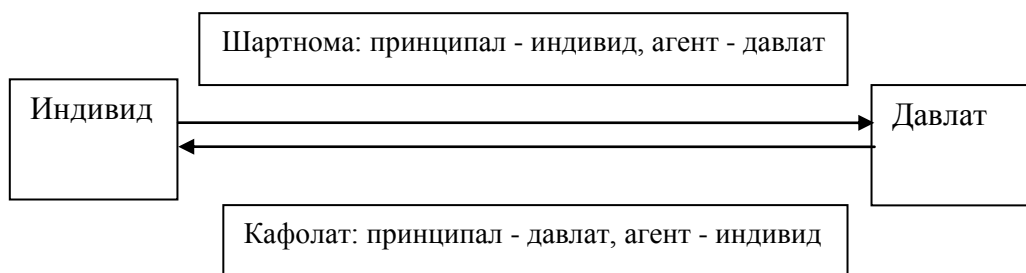 Шартнома: принципал - индивид, агент - давлат
Индивид
Давлат
Кафолат: принципал - давлат, агент - индивид